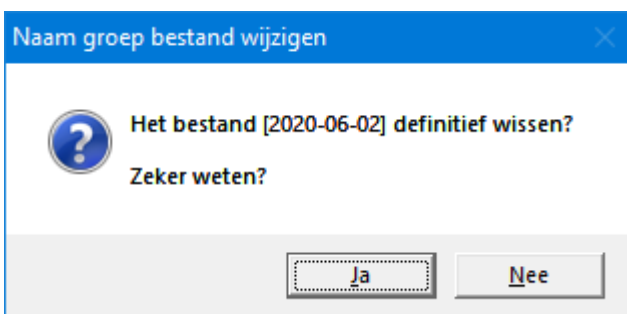 Naam groep bestand wijzigen
Het bestand [2020-06-02] definitief wissen?
Zeker weten?
Ja
Nee